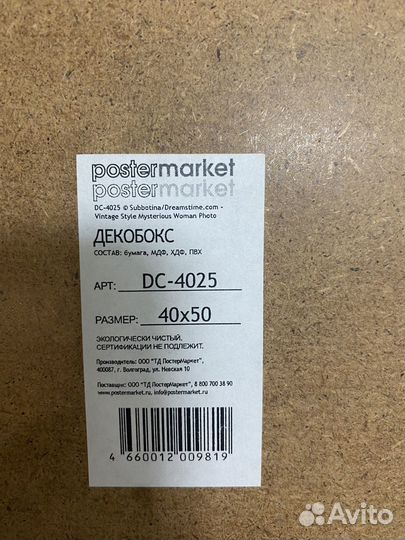 postermarket
postermarket
DC-4025 © Subbotina/Dreamstime.com -
Vintage Style Mysterious Woman Photo
ДЕКОБОКС
СОСТАВ: бумага, МДФ, ХДФ, ПВХ
АРТ: DC-4025
РАЗМЕР: 40x50
ЭКОЛОГИЧЕСКИ ЧИСТЫЙ.
СЕРТИФИКАЦИИ НЕ ПОДЛЕЖИТ.
Производитель: ООО "ТД ПостерМаркет",
400087, г. Волгоград, ул. Невская 10
Поставщик: ООО "ТД ПостерМаркет", 8 800 700 38 90
www.postermarket.ru, info@postermarket.ru
4 660012 009819
Avito